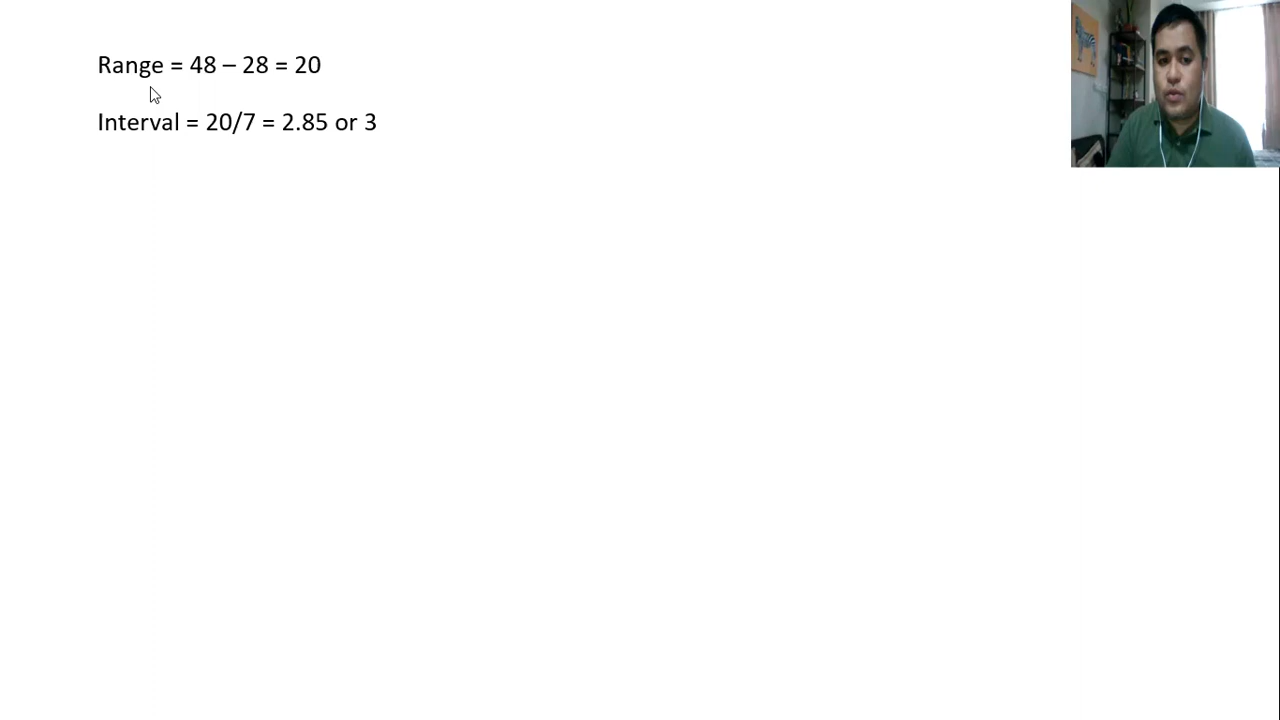 Range = 48 – 28 = 20
Interval = 20/7 = 2.85 or 3